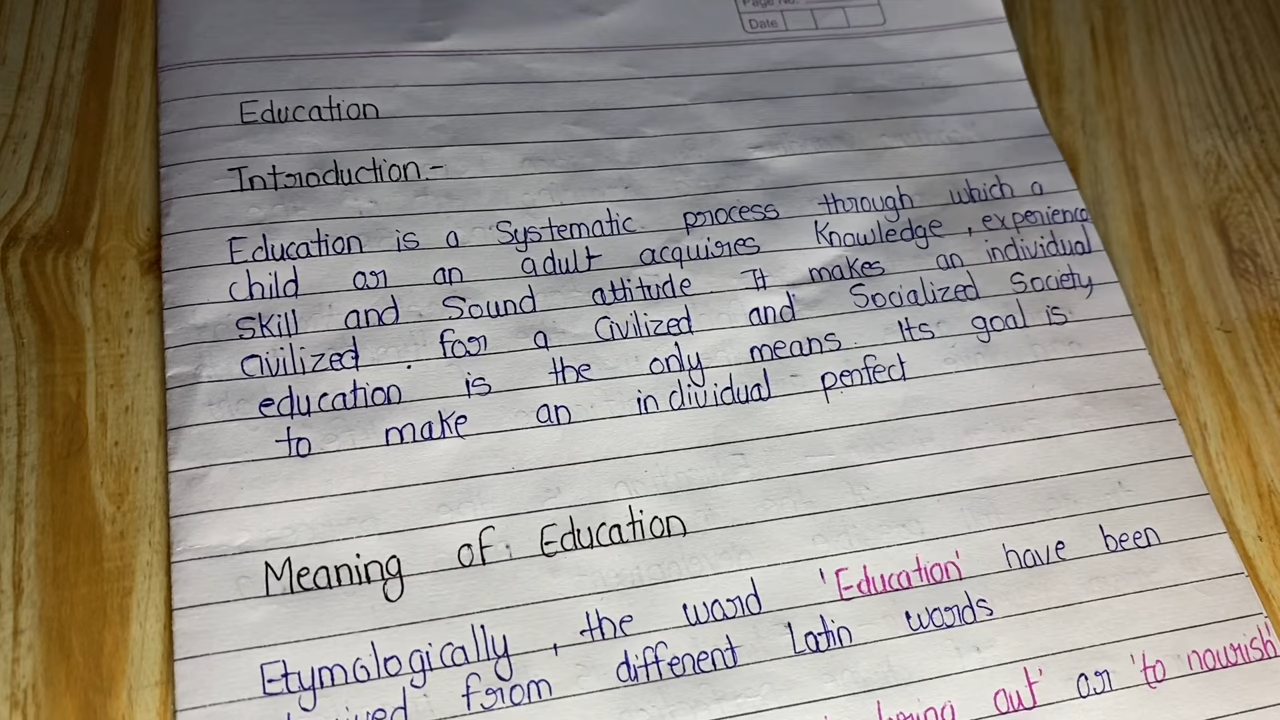 Page No.
Date
Education
Introduction:-
Education is a Systematic process through which a
child or an adult acquires Knowledge, experience
skill and Sound attitude It makes an individual
civilized. for a Civilized and Socialized Society
education is the only means. Its goal is
to make an individual perfect
Meaning of Education
Etymologically, the word 'Education' have been
from different Latin words
out' or 'to nourish'